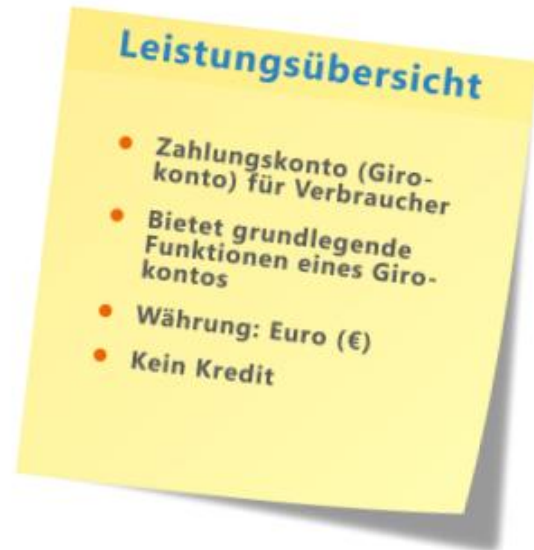 Leistungsübersicht
• Zahlungskonto (Giro-
konto) für Verbraucher
• Bietet grundlegende
Funktionen eines Giro-
kontos
• Währung: Euro (€)
• Kein Kredit